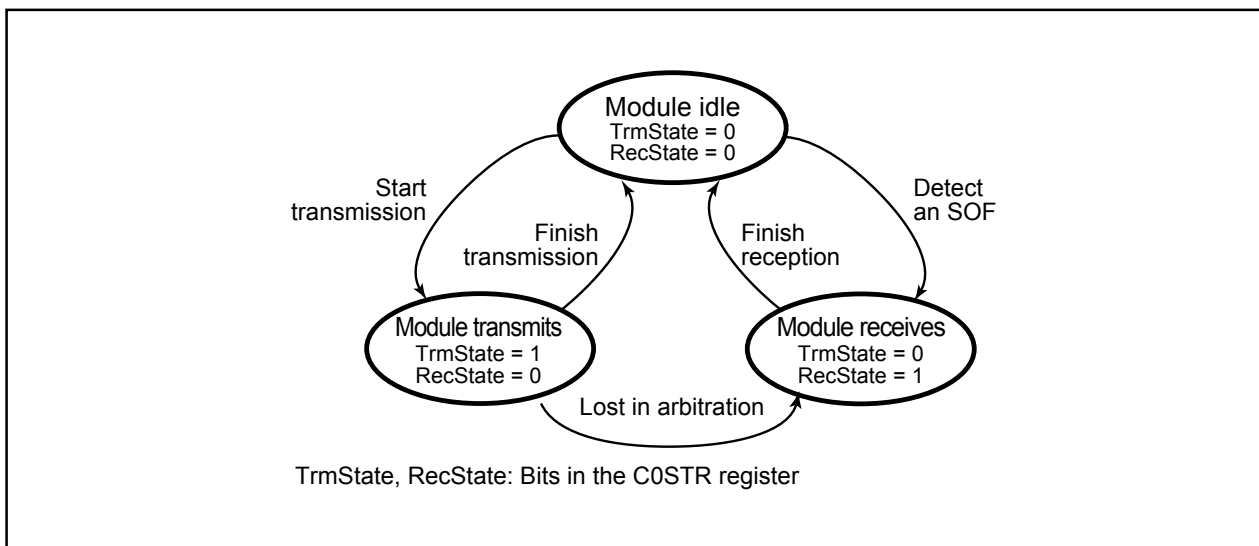 Module idle
TrmState = 0
RecState = 0
Start
transmission
Detect
an SOF
Finish
transmission
Finish
reception
Module transmits
TrmState = 1
RecState = 0
Module receives
TrmState = 0
RecState = 1
Lost in arbitration
TrmState, RecState: Bits in the C0STR register